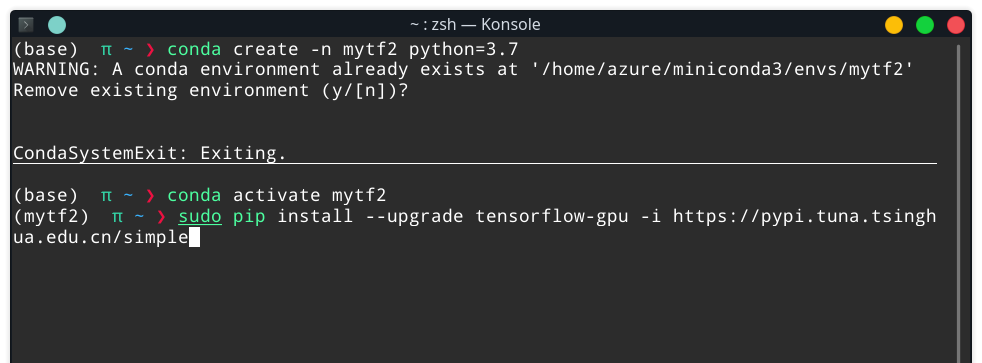 ~ : zsh — Konsole
(base) π ~ ❯ conda create -n mytf2 python=3.7
WARNING: A conda environment already exists at '/home/azure/miniconda3/envs/mytf2'
Remove existing environment (y/[n])?
CondaSystemExit: Exiting.
(base) π ~ ❯ conda activate mytf2
(mytf2) π ~ ❯ sudo pip install --upgrade tensorflow-gpu -i https://pypi.tuna.tsingh
ua.edu.cn/simple